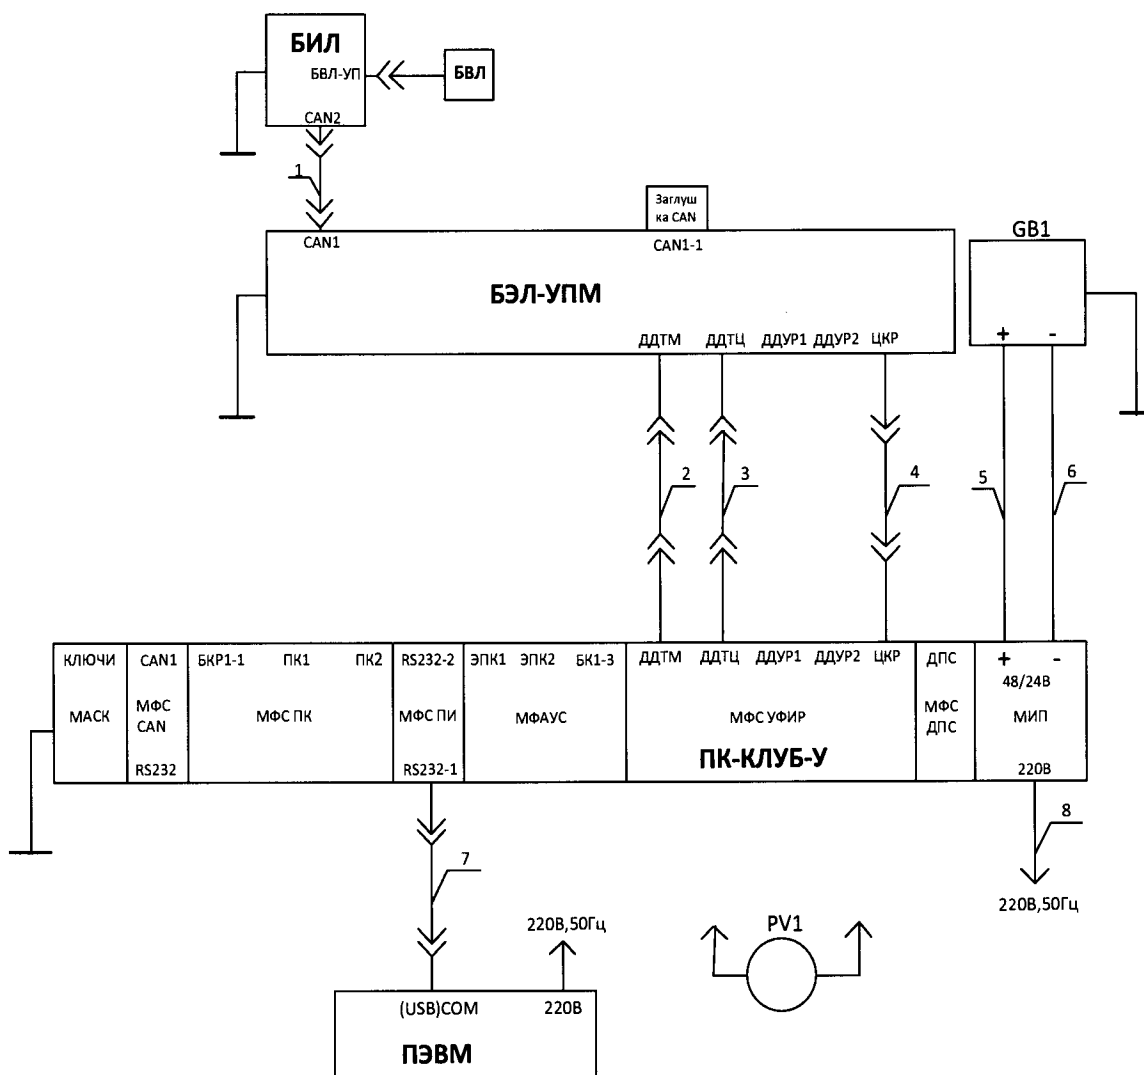 БИЛ
БВЛ-УП
БВЛ
CAN2
1
Заглуш
ка CAN
CAN1
CAN1-1
GB1
БЭЛ-УПМ
+ -
ДДТМ ДДТЦ ДДУР1 ДДУР2 ЦКР
2 3 4 5 6
КЛЮЧИ CAN1 БКР1-1 ПК1 ПК2 RS232-2 ЭПК1 ЭПК2 БК1-3 ДДТМ ДДТЦ ДДУР1 ДДУР2 ЦКР ДПС + -
48/24В
МАСК МФС CAN МФС ПК МФС ПИ МФАУС МФС УФИР МФС ДПС МИП
ПК-КЛУБ-У
RS232 RS232-1 220В
8
7
220В,50Гц
220В,50Гц
PV1
(USB)COM 220В
ПЭВМ